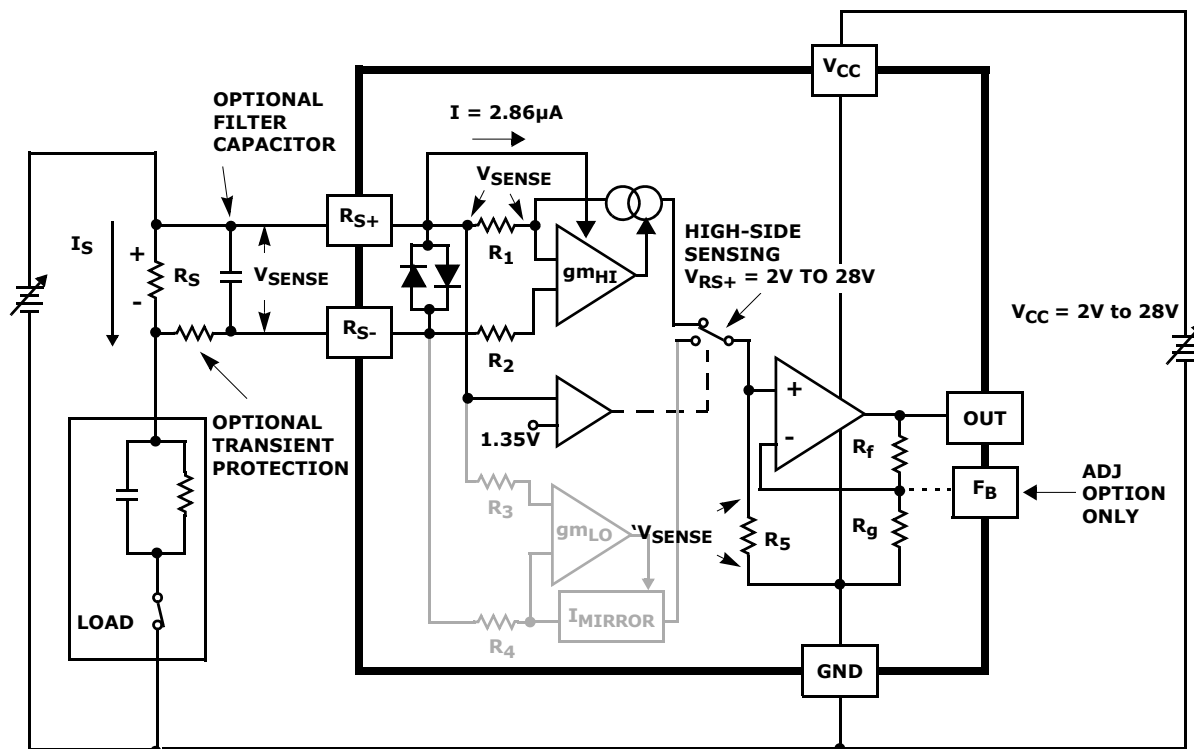 V_CC
OPTIONAL
FILTER
CAPACITOR
I = 2.86µA
V_SENSE
R_S+
I_S
+
R_S
-
V_SENSE
R_1
gm_HI
HIGH-SIDE
SENSING
V_RS+ = 2V TO 28V
V_CC = 2V to 28V
R_S-
R_2
OPTIONAL
TRANSIENT
PROTECTION
1.35V
+
-
OUT
R_f
F_B
ADJ
OPTION
ONLY
R_3
gm_LO
‘V_SENSE
R_5
R_g
LOAD
R_4
I_MIRROR
GND